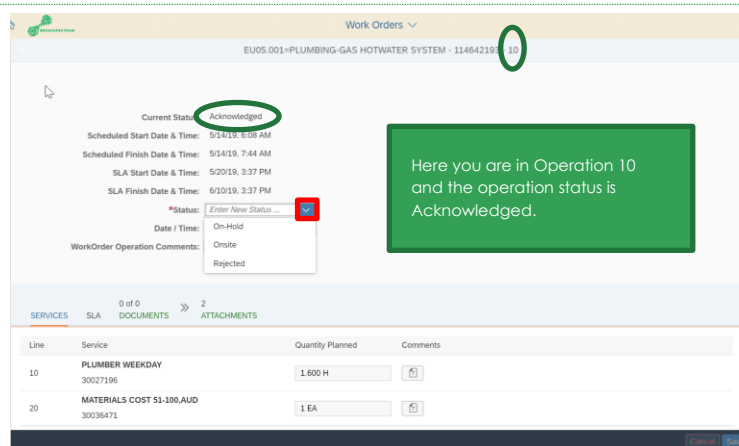 Work Orders
EU05.001=PLUMBING-GAS HOTWATER SYSTEM - 114642193 - 10
Current Status: Acknowledged
Scheduled Start Date & Time: 5/14/19, 6:08 AM
Scheduled Finish Date & Time: 5/14/19, 7:44 AM
SLA Start Date & Time: 5/20/19, 3:37 PM
SLA Finish Date & Time: 6/10/19, 3:37 PM
*Status: Enter New Status ...
Date / Time:
On-Hold
WorkOrder Operation Comments:
Onsite
Rejected
Here you are in Operation 10
and the operation status is
Acknowledged.
SERVICES
SLA
0 of 0
DOCUMENTS
2
ATTACHMENTS
Line Service Quantity Planned Comments
10 PLUMBER WEEKDAY 1.600 H
30027196
20 MATERIALS COST 51-100,AUD 1 EA
30036471
Cancel